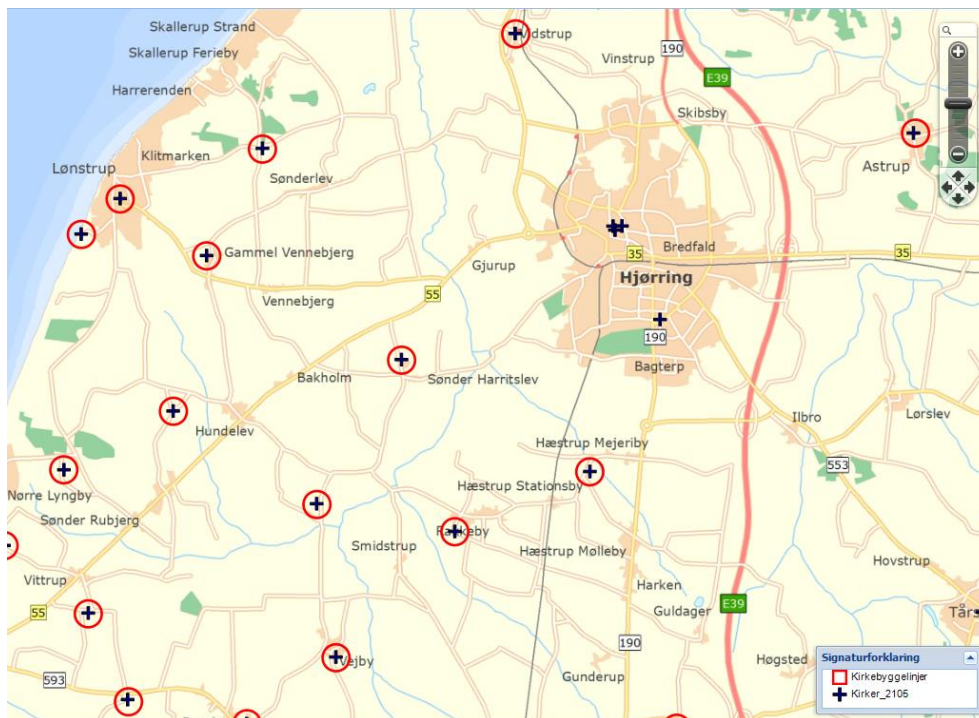 Skallerup Strand
Vidstrup
Skallerup Ferieby
190
Vinstrup
E39
Harrerenden
Skibsby
Klitmarken
Lønstrup
Sønderlev
Astrup
Gammel Vennebjerg
Bredfald
35
35
Gjurup
Hjørring
Vennebjerg
55
190
Bakholm
Sønder Harritslev
Bagterp
Hundelev
Ilbro
Lørslev
Hæstrup Mejeriby
553
Nørre Lyngby
Hæstrup Stationsby
Sønder Rubjerg
Rakkeby
Smidstrup
Hæstrup Mølleby
Hovstrup
Vittrup
Harken
E39
55
Guldager
Tårs
190
Vejby
Høgsted
593
Gunderup
Signaturforklaring
Kirkebyggelinjer
Kirker_2105